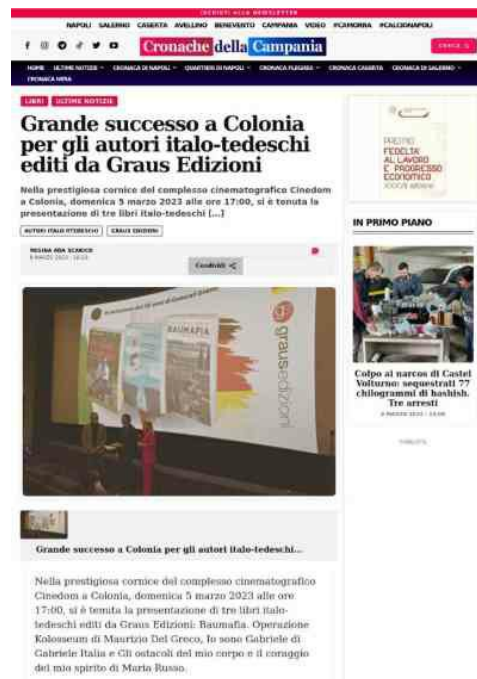 ISCRIVITI ALLA NEWSLETTER
NAPOLI SALERNO CASERTA AVELLINO BENEVENTO CAMPANIA VIDEO #CAMORRA #CALCIONAPOLI
Cronache della Campania
CERCA
HOME ULTIME NOTIZIE CRONACA DI NAPOLI QUARTIERI DI NAPOLI CRONACA FLEGREA CRONACA CASERTA CRONACA DI SALERNO
CRONACA NERA
LIBRI ULTIME NOTIZIE
Grande successo a Colonia
per gli autori italo-tedeschi
editi da Graus Edizioni
Nella prestigiosa cornice del complesso cinematografico Cinedom
a Colonia, domenica 5 marzo 2023 alle ore 17:00, si è tenuta la
presentazione di tre libri italo-tedeschi [...]
AUTORI ITALO #TEDESCHI GRAUS EDIZIONI
REGINA ADA SCARICO
Condividi
BAUMAFIA
grausedizioni
Grande successo a Colonia per gli autori italo-tedeschi...
Nella prestigiosa cornice del complesso cinematografico
Cinedom a Colonia, domenica 5 marzo 2023 alle ore
17:00, si è tenuta la presentazione di tre libri italo-
tedeschi editi da Graus Edizioni: Baumafia. Operazione
Kolosseum di Maurizio Del Greco, Io sono Gabriele di
Gabriele Italia e Gli ostacoli del mio corpo e il coraggio
del mio spirito di Maria Russo.
PREMIO
FEDELTÀ
AL LAVORO
E PROGRESSO
ECONOMICO
IN PRIMO PIANO
Colpo ai narcos di Castel
Volturno: sequestrati 77
chilogrammi di hashish.
Tre arresti
PUBBLICITÀ